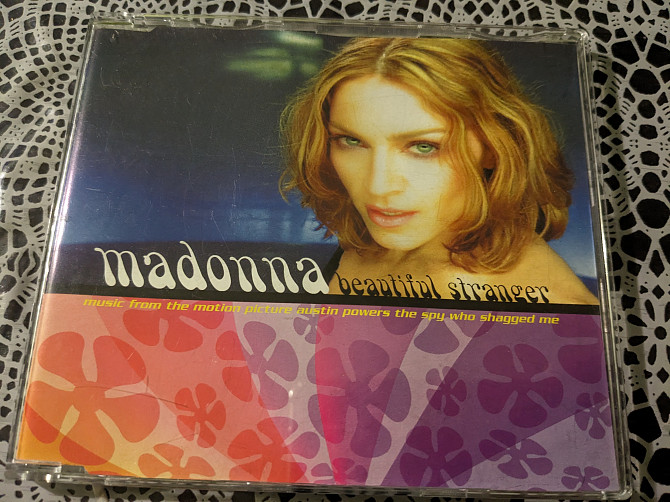 madonna beautiful stranger
music from the motion picture austin powers the spy who shagged me